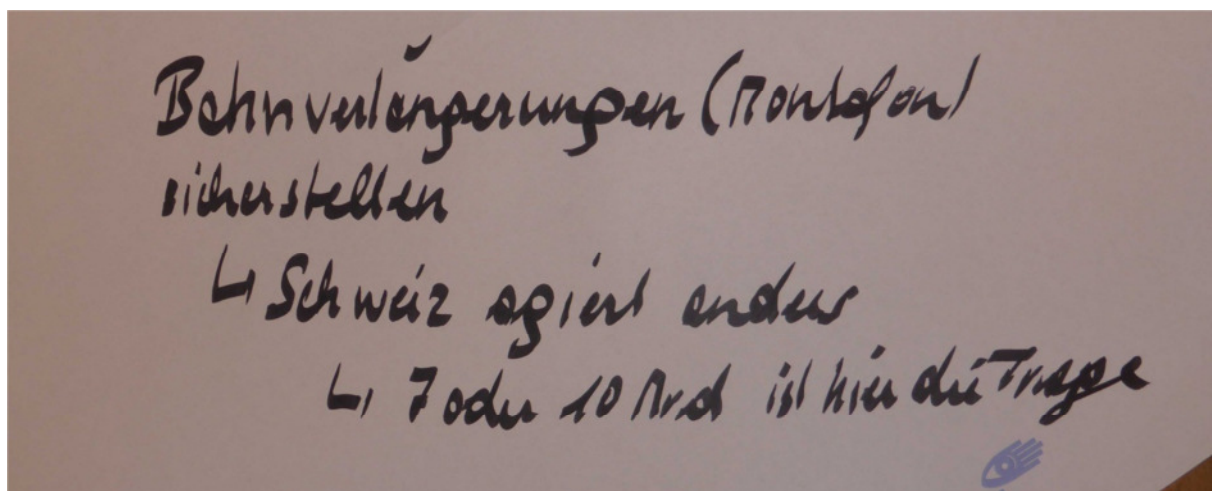 Bahnverlängerungen (Montafon)
sicherstellen
↳ Schweiz agiert anders
↳ 7 oder 10 Mrd ist hier die Frage